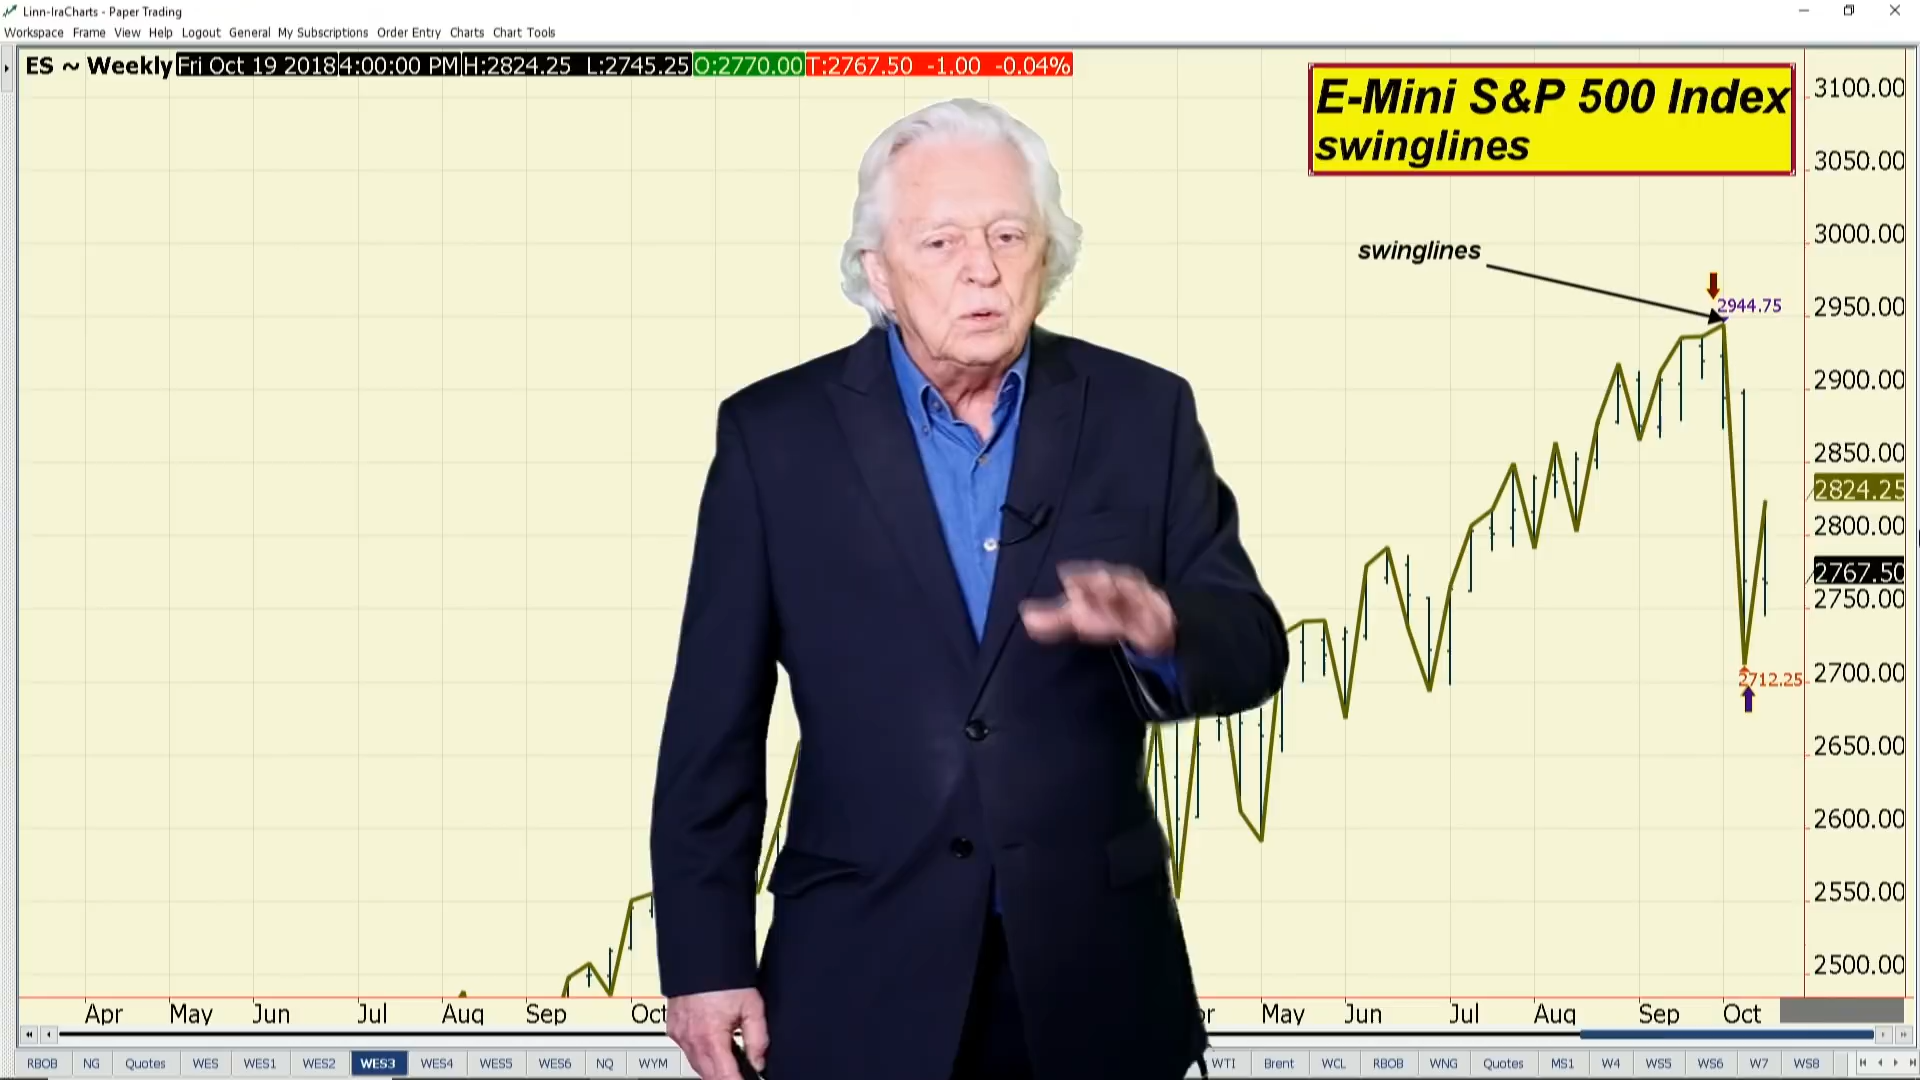 Linn-IraCharts - Paper Trading
Workspace Frame View Help Logout General My Subscriptions Order Entry Charts Chart Tools
ES ~ Weekly Fri Oct 19 2018 4:00:00 PM H:2824.25 L:2745.25 O:2770.00 T:2767.50 -1.00 -0.04%
E-Mini S&P 500 Index
swinglines
swinglines
2944.75
2712.25
3100.00
3050.00
3000.00
2950.00
2900.00
2850.00
2824.25
2800.00
2767.50
2750.00
2700.00
2650.00
2600.00
2550.00
2500.00
Apr May Jun Jul Aug Sep Oct May Jun Jul Aug Sep Oct
RBOB NG Quotes WES WES1 WES2 WES3 WES4 WES5 WES6 NQ WYM WTI Brent WCL RBOB WNG Quotes MS1 W4 WS5 WS6 W7 WS8